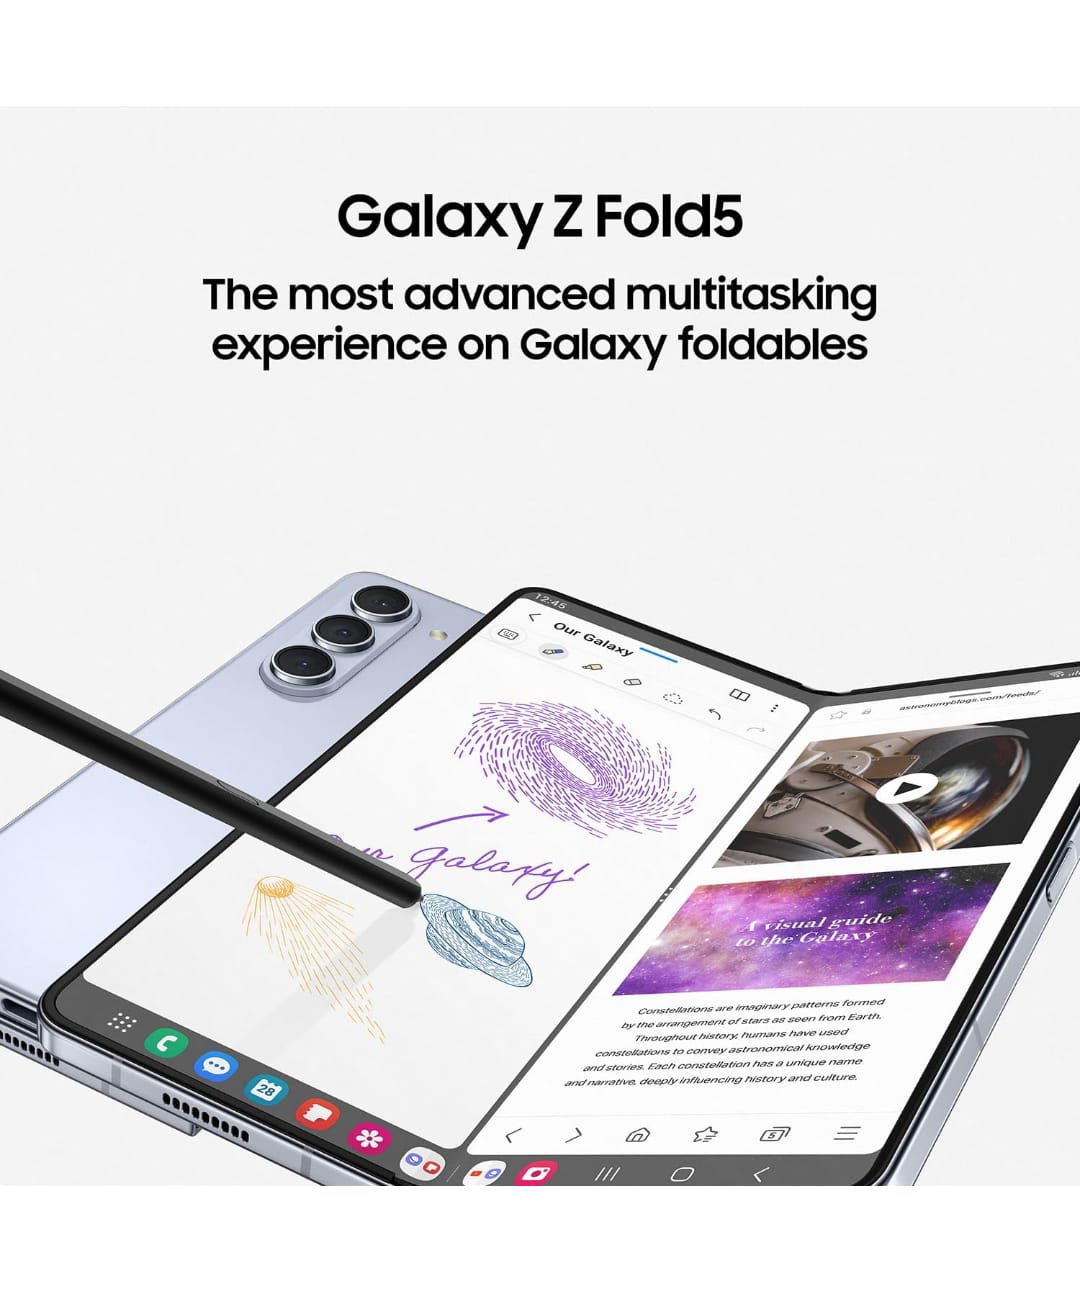 Galaxy Z Fold5
The most advanced multitasking
experience on Galaxy foldables
12:45
Our Galaxy
astronomyblogs.com/feeds/
Galaxy!
A visual guide
to the Galaxy
Constellations are imaginary patterns formed
by the arrangement of stars as seen from Earth.
Throughout history, humans have used
constellations to convey astronomical knowledge
and stories. Each constellation has a unique name
and narrative, deeply influencing history and culture.
28
5